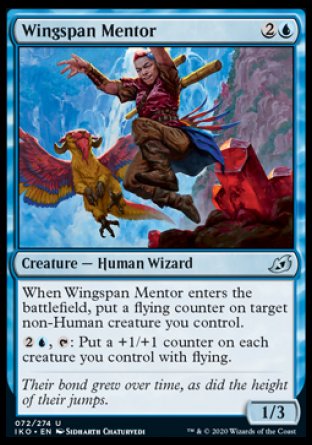 Wingspan Mentor 2
Creature — Human Wizard
When Wingspan Mentor enters the
battlefield, put a flying counter on target
non-Human creature you control.
2 , : Put a +1/+1 counter on each
creature you control with flying.
Their bond grew over time, as did the height
of their jumps.
1/3
072/274 U
IKO • EN Sidharth Chaturvedi
™ & © 2020 Wizards of the Coast